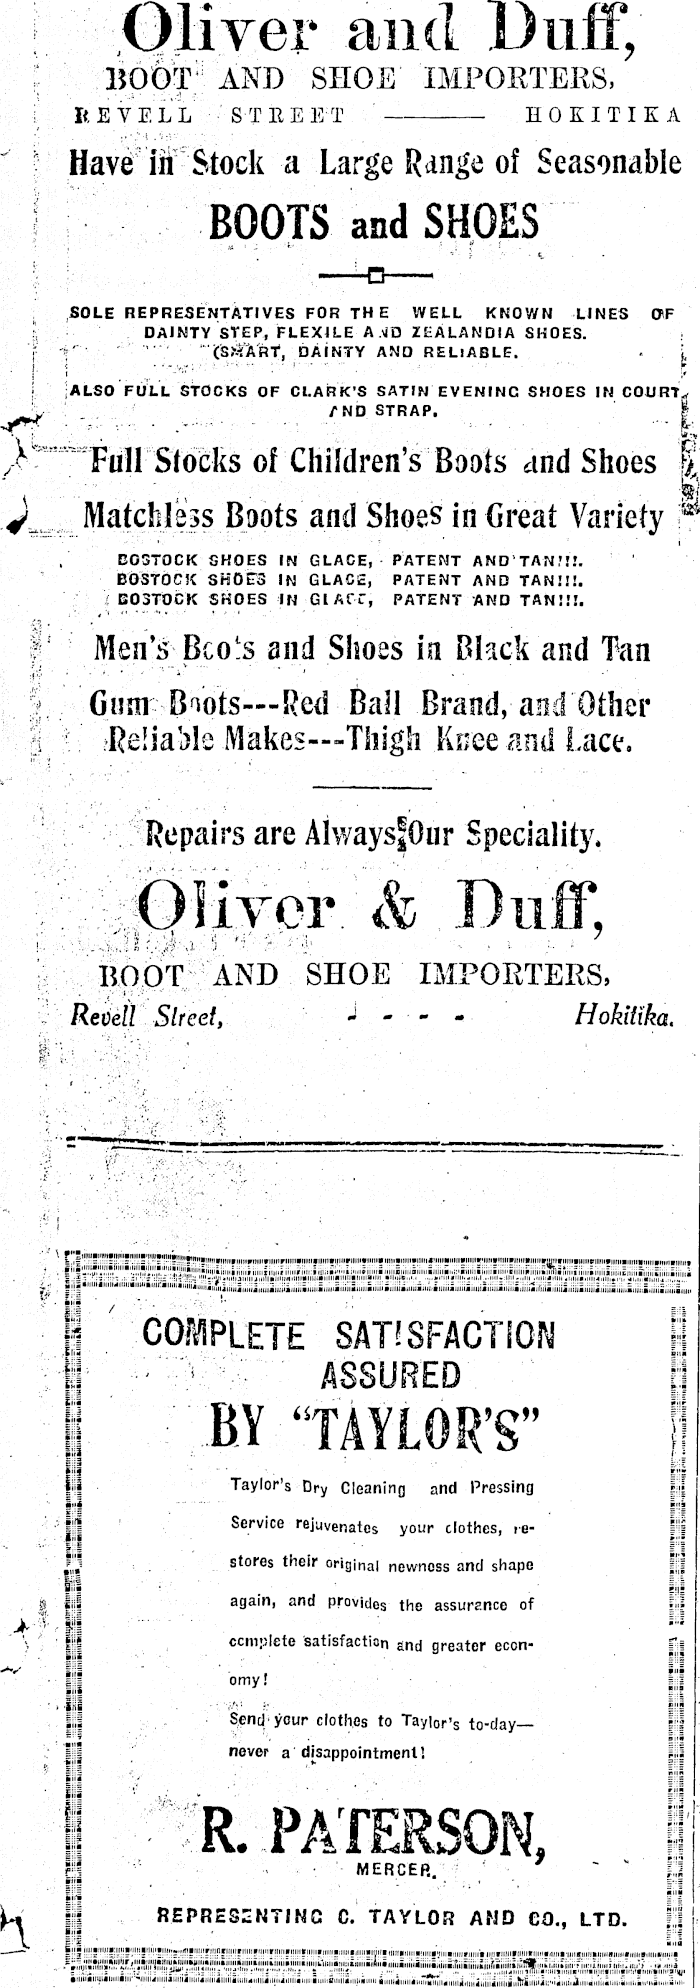 Oliver and Duff,
BOOT AND SHOE IMPORTERS,
REVELL STREET ——— HOKITIKA
Have in Stock a Large Range of Seasonable
BOOTS and SHOES
SOLE REPRESENTATIVES FOR THE WELL KNOWN LINES OF
DAINTY STEP, FLEXILE AND ZEALANDIA SHOES.
(SMART, DAINTY AND RELIABLE.
ALSO FULL STOCKS OF CLARK'S SATIN EVENING SHOES IN COURT
AND STRAP.
Full Stocks of Children's Boots and Shoes
Matchless Boots and Shoes in Great Variety
BOSTOCK SHOES IN GLACE, PATENT AND TAN!!!.
BOSTOCK SHOES IN GLACE, PATENT AND TAN!!!.
BOSTOCK SHOES IN GLACE, PATENT AND TAN!!!.
Men's Boots and Shoes in Black and Tan
Gum Boots---Red Ball Brand, and Other
Reliable Makes---Thigh Knee and Lace.
Repairs are Always Our Speciality.
Oliver & Duff,
BOOT AND SHOE IMPORTERS,
Revell Street, - - - - Hokitika.
COMPLETE SATISFACTION
ASSURED
BY "TAYLOR'S"
Taylor's Dry Cleaning and Pressing
Service rejuvenates your clothes, re-
stores their original newness and shape
again, and provides the assurance of
complete satisfaction and greater econ-
omy!
Send your clothes to Taylor's to-day—
never a disappointment!
R. PATERSON,
MERCER.
REPRESENTING C. TAYLOR AND CO., LTD.